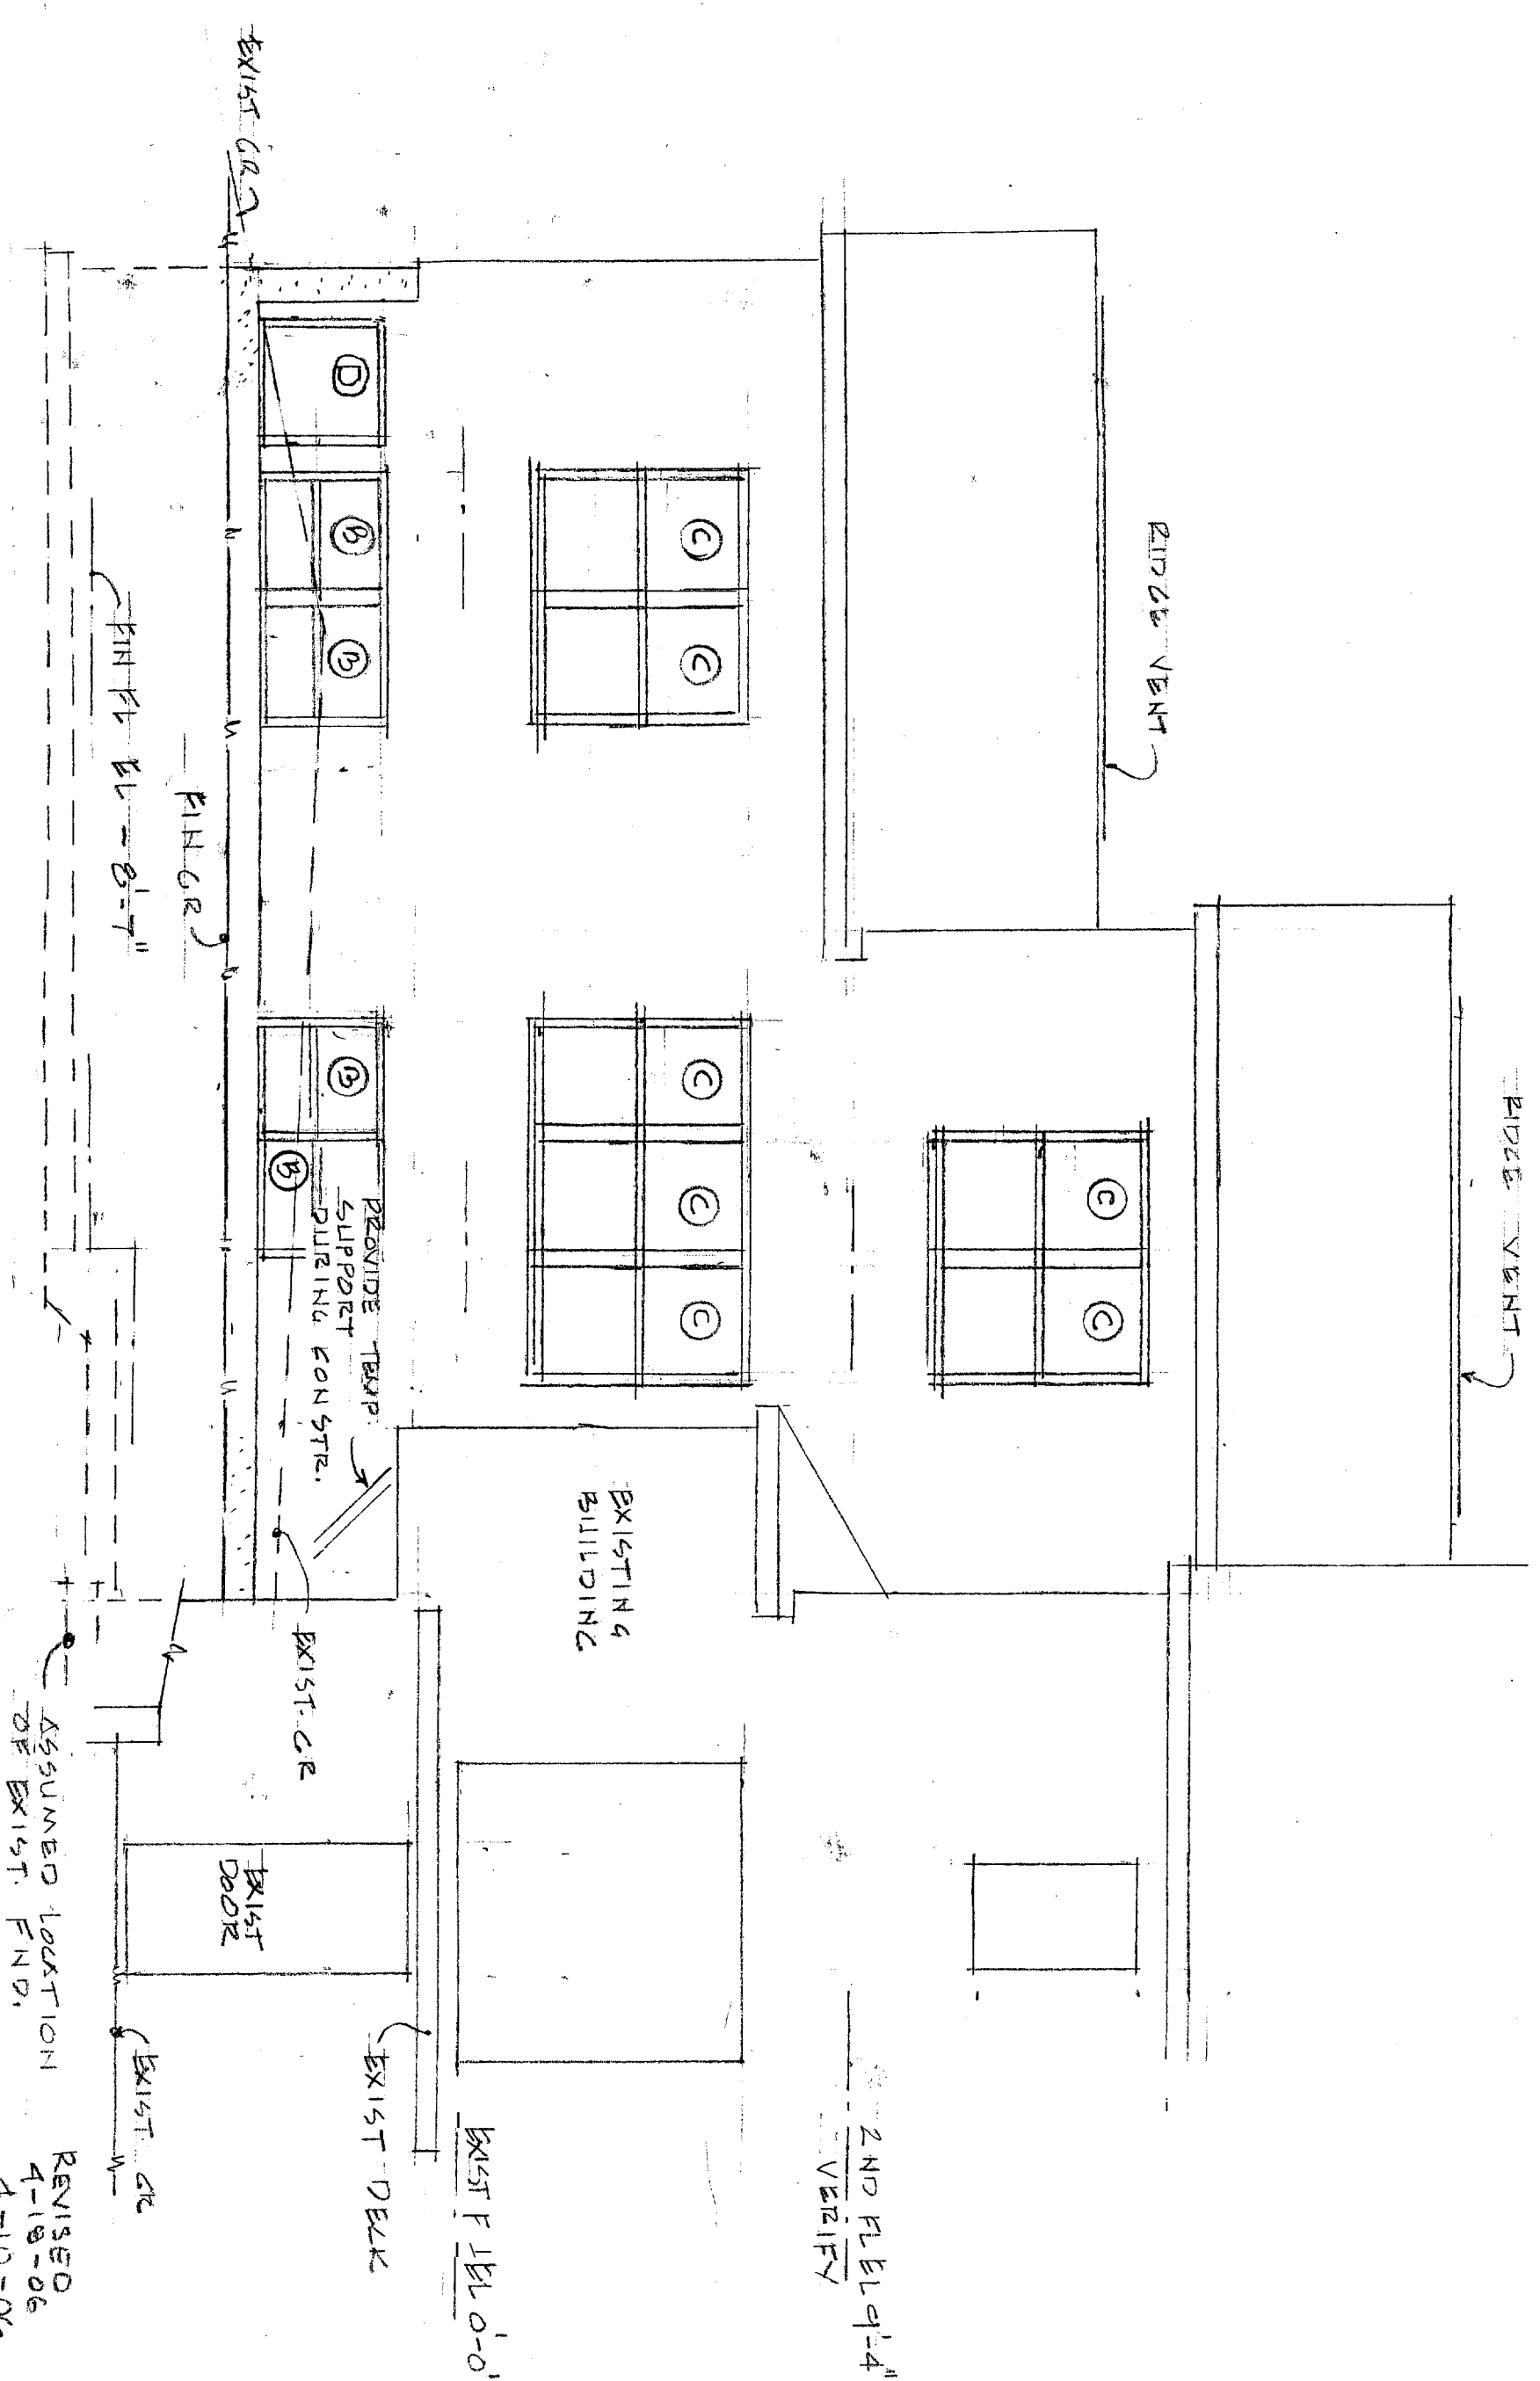 RIDGE VENT
RIDGE VENT
C
C
2ND FL EL 9'-4"
VERIFY
C
C
C
C
C
EXISTING
BUILDING
EXIST FL EL 0'-0"
D
B
B
B
B
PROVIDE TEMP.
SUPPORT
DURING CONSTR.
EXIST DECK
EXIST GR
EXIST. GR
EXIST
DOOR
FIN GR
EXIST. GR
FIN FL EL -8'-7"
ASSUMED LOCATION
OF EXIST. FND.
REVISED
4-18-06